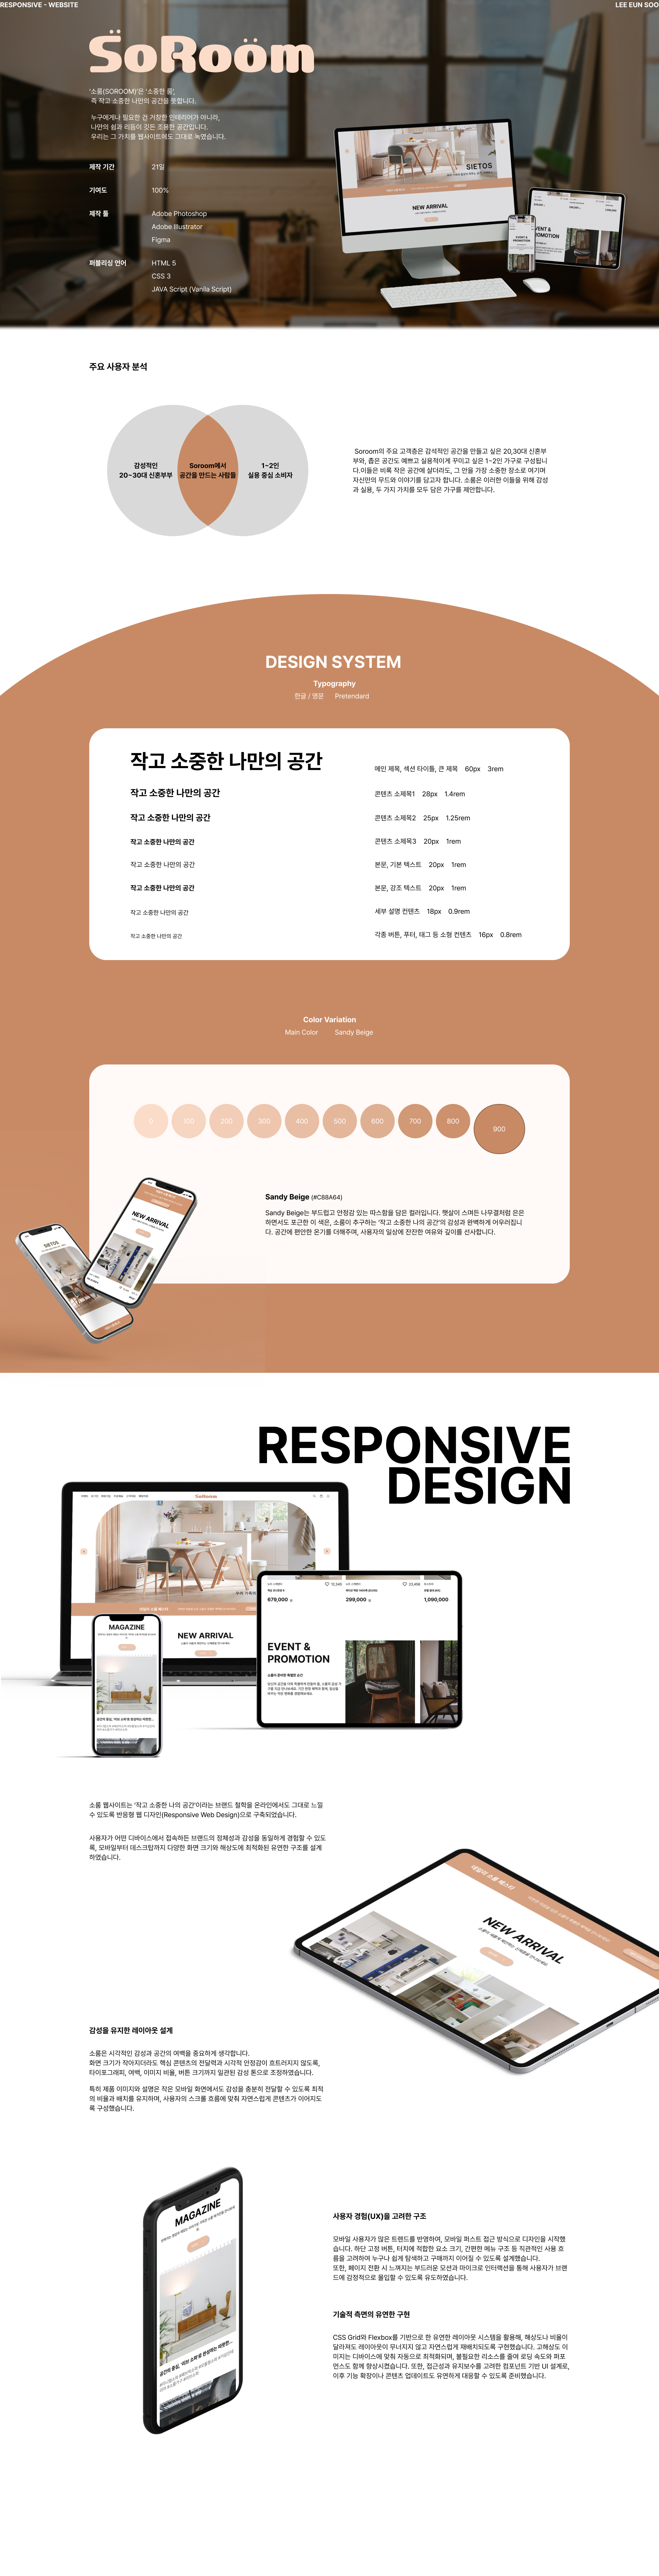 RESPONSIVE - WEBSITE
LEE EUN SOO
SoRoom
'소룸(SOROOM)'은 '소중한 룸',
즉 작고 소중한 나만의 공간을 뜻합니다.
누구에게나 필요한 건 거창한 인테리어가 아니라,
나만의 쉼과 리듬이 깃든 조용한 공간입니다.
우리는 그 가치를 웹사이트에도 그대로 녹였습니다.
제작 기간 21일
기여도 100%
제작 툴 Adobe Photoshop
Adobe Illustrator
Figma
퍼블리싱 언어 HTML 5
CSS 3
JAVA Script (Vanila Script)
SIETOS
NEW ARRIVAL
EVENT &
PROMOTION
주요 사용자 분석
감성적인
20~30대 신혼부부
Soroom에서
공간을 만드는 사람들
1~2인
실용 중심 소비자
Soroom의 주요 고객층은 감석적인 공간을 만들고 싶은 20,30대 신혼부
부와, 좁은 공간도 예쁘고 실용적이게 꾸미고 싶은 1~2인 가구로 구성됩니
다.이들은 비록 작은 공간에 살더라도, 그 안을 가장 소중한 장소로 여기며
자신만의 무드와 이야기를 담고자 합니다. 소룸은 이러한 이들을 위해 감성
과 실용, 두 가지 가치를 모두 담은 가구를 제안합니다.
DESIGN SYSTEM
Typography
한글 / 영문 Pretendard
작고 소중한 나만의 공간
메인 제목, 섹션 타이틀, 큰 제목 60px 3rem
작고 소중한 나만의 공간
콘텐츠 소제목1 28px 1.4rem
작고 소중한 나만의 공간
콘텐츠 소제목2 25px 1.25rem
작고 소중한 나만의 공간
콘텐츠 소제목3 20px 1rem
작고 소중한 나만의 공간
본문, 기본 텍스트 20px 1rem
작고 소중한 나만의 공간
본문, 강조 텍스트 20px 1rem
작고 소중한 나만의 공간
세부 설명 컨텐츠 18px 0.9rem
작고 소중한 나만의 공간
각종 버튼, 푸터, 태그 등 소형 컨텐츠 16px 0.8rem
Color Variation
Main Color Sandy Beige
0 100 200 300 400 500 600 700 800 900
Sandy Beige (#C88A64)
Sandy Beige는 부드럽고 안정감 있는 따스함을 담은 컬러입니다. 햇살이 스며든 나무결처럼 은은
하면서도 포근한 이 색은, 소룸이 추구하는 '작고 소중한 나의 공간'의 감성과 완벽하게 어우러집니
다. 공간에 편안한 온기를 더해주며, 사용자의 일상에 잔잔한 여유와 깊이를 선사합니다.
NEW ARRIVAL
SIETOS
RESPONSIVE
DESIGN
SoRoom
NEW ARRIVAL
MAGAZINE
679,000
299,000
1,090,000
EVENT &
PROMOTION
소룸 웹사이트는 '작고 소중한 나의 공간'이라는 브랜드 철학을 온라인에서도 그대로 느낄
수 있도록 반응형 웹 디자인(Responsive Web Design)으로 구축되었습니다.
사용자가 어떤 디바이스에서 접속하든 브랜드의 정체성과 감성을 동일하게 경험할 수 있도
록, 모바일부터 데스크탑까지 다양한 화면 크기와 해상도에 최적화된 유연한 구조를 설계
하였습니다.
NEW ARRIVAL
감성을 유지한 레이아웃 설계
소룸은 시각적인 감성과 공간의 여백을 중요하게 생각합니다.
화면 크기가 작아지더라도 핵심 콘텐츠의 전달력과 시각적 안정감이 흐트러지지 않도록,
타이포그래피, 여백, 이미지 비율, 버튼 크기까지 일관된 감성 톤으로 조정하였습니다.
특히 제품 이미지와 설명은 작은 모바일 화면에서도 감성을 충분히 전달할 수 있도록 최적
의 비율과 배치를 유지하며, 사용자의 스크롤 흐름에 맞춰 자연스럽게 콘텐츠가 이어지도
록 구성했습니다.
MAGAZINE
사용자 경험(UX)을 고려한 구조
모바일 사용자가 많은 트렌드를 반영하여, 모바일 퍼스트 접근 방식으로 디자인을 시작했
습니다. 하단 고정 버튼, 터치에 적합한 요소 크기, 간편한 메뉴 구조 등 직관적인 사용 흐
름을 고려하여 누구나 쉽게 탐색하고 구매까지 이어질 수 있도록 설계했습니다.
또한, 페이지 전환 시 느껴지는 부드러운 모션과 마이크로 인터랙션을 통해 사용자가 브랜
드에 감정적으로 몰입할 수 있도록 유도하였습니다.
기술적 측면의 유연한 구현
CSS Grid와 Flexbox를 기반으로 한 유연한 레이아웃 시스템을 활용해, 해상도나 비율이
달라져도 레이아웃이 무너지지 않고 자연스럽게 재배치되도록 구현했습니다. 고해상도 이
미지는 디바이스에 맞춰 자동으로 최적화되며, 불필요한 리소스를 줄여 로딩 속도와 퍼포
먼스도 함께 향상시켰습니다. 또한, 접근성과 유지보수를 고려한 컴포넌트 기반 UI 설계로,
이후 기능 확장이나 콘텐츠 업데이트도 유연하게 대응할 수 있도록 준비했습니다.